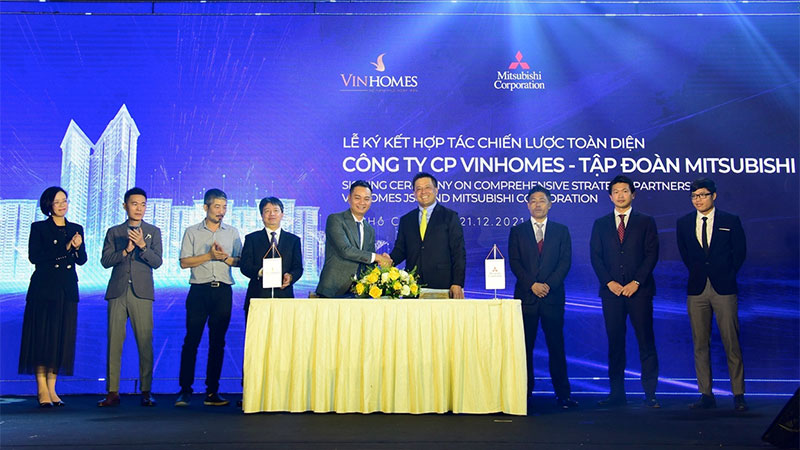 VINHOMES
Mitsubishi
Corporation
LỄ KÝ KẾT HỢP TÁC CHIẾN LƯỢC TOÀN DIỆN
CÔNG TY CP VINHOMES - TẬP ĐOÀN MITSUBISHI
CEREMONY ON COMPREHENSIVE PARTNERS
AND MITSUBISHI CORPORATION
21.12.2021